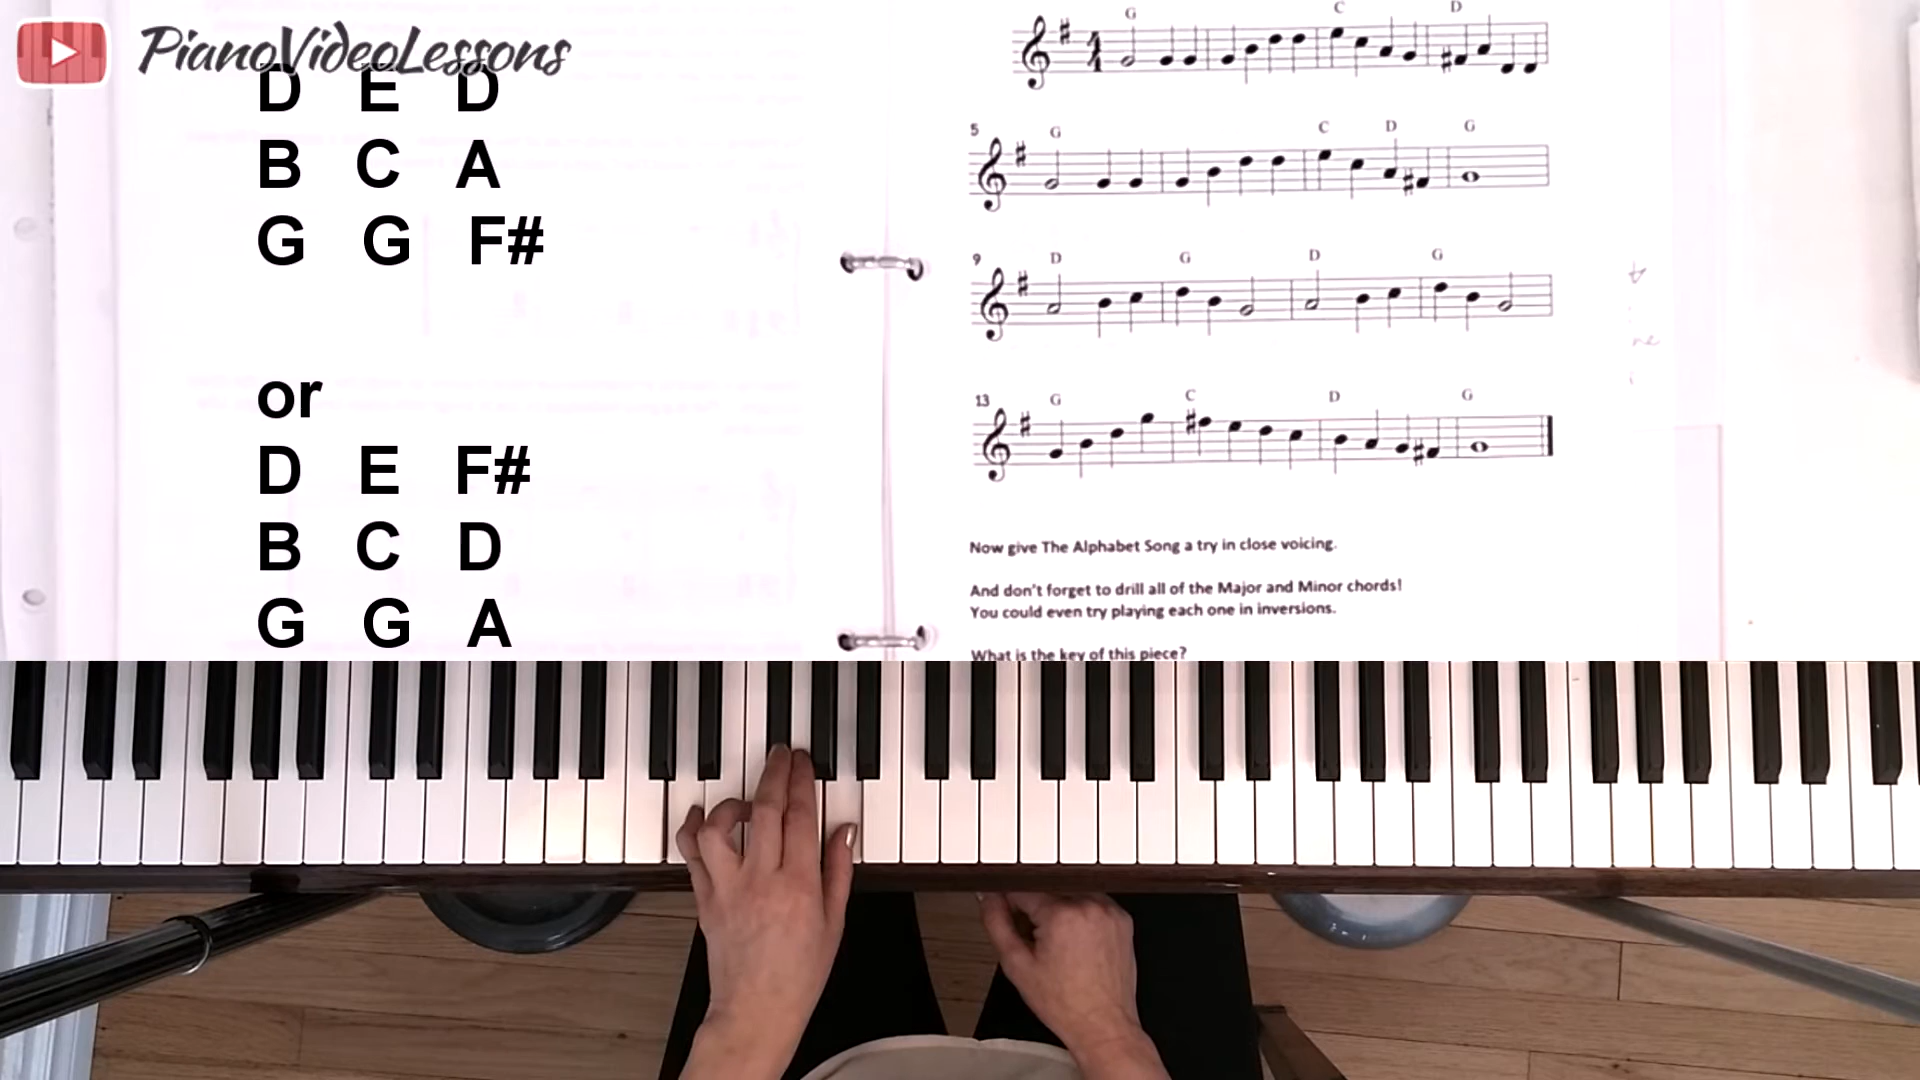 PianoVideoLessons
D E D
B C A
G G F#
or
D E F#
B C D
G G A
G C D
1
1
5
G C D G
9
D G D G
13
G C D G
Now give The Alphabet Song a try in close voicing.
And don't forget to drill all of the Major and Minor chords!
You could even try playing each one in inversions.
What is the key of this piece?